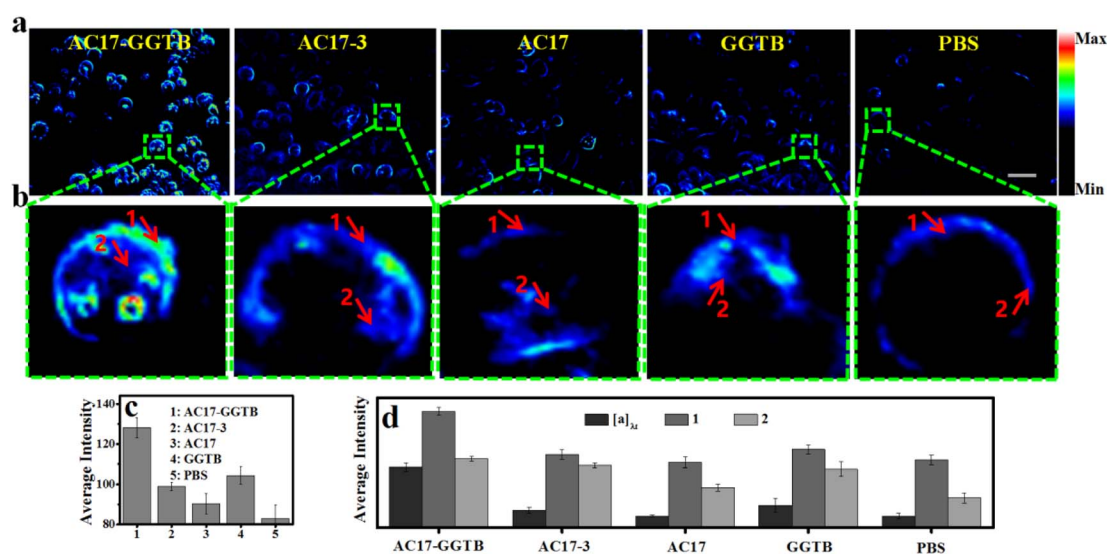 a
AC17-GGTB AC17-3 AC17 GGTB PBS
Max
Min
b
1 2 1 2 1 2 1 2 1 2
c
Average Intensity
140
120
100
80
1: AC17-GGTB
2: AC17-3
3: AC17
4: GGTB
5: PBS
1 2 3 4 5
d
Average Intensity
[a]λt 1 2
AC17-GGTB AC17-3 AC17 GGTB PBS